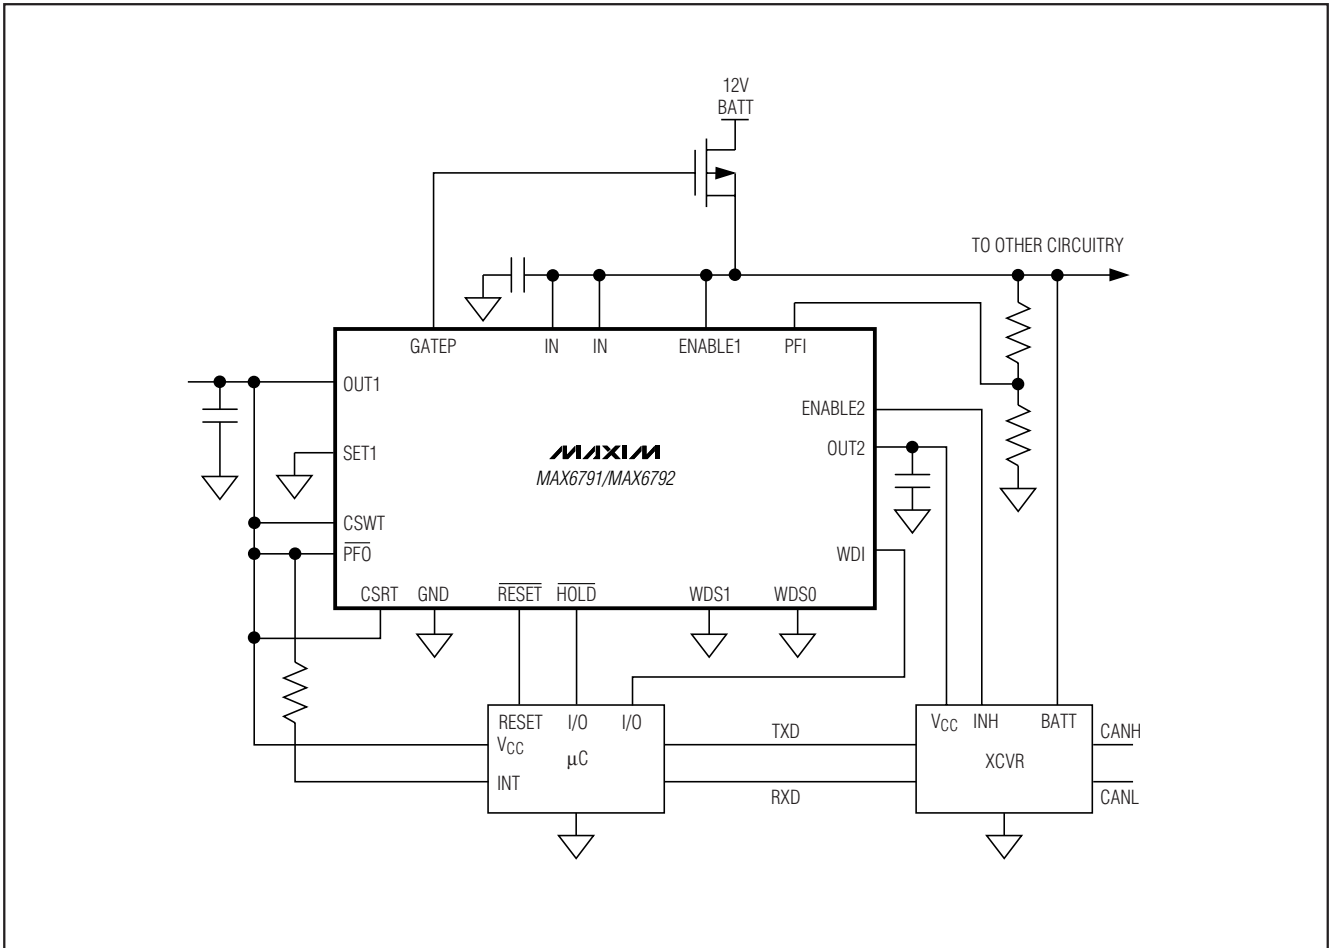 12V
BATT
TO OTHER CIRCUITRY
GATEP
IN
IN
ENABLE1
PFI
OUT1
ENABLE2
OUT2
SET1
MAXIM
MAX6791/MAX6792
CSWT
PFO
WDI
CSRT
GND
RESET
HOLD
WDS1
WDS0
RESET
I/O
I/O
VCC
INH
BATT
TXD
CANH
VCC
μC
XCVR
INT
RXD
CANL